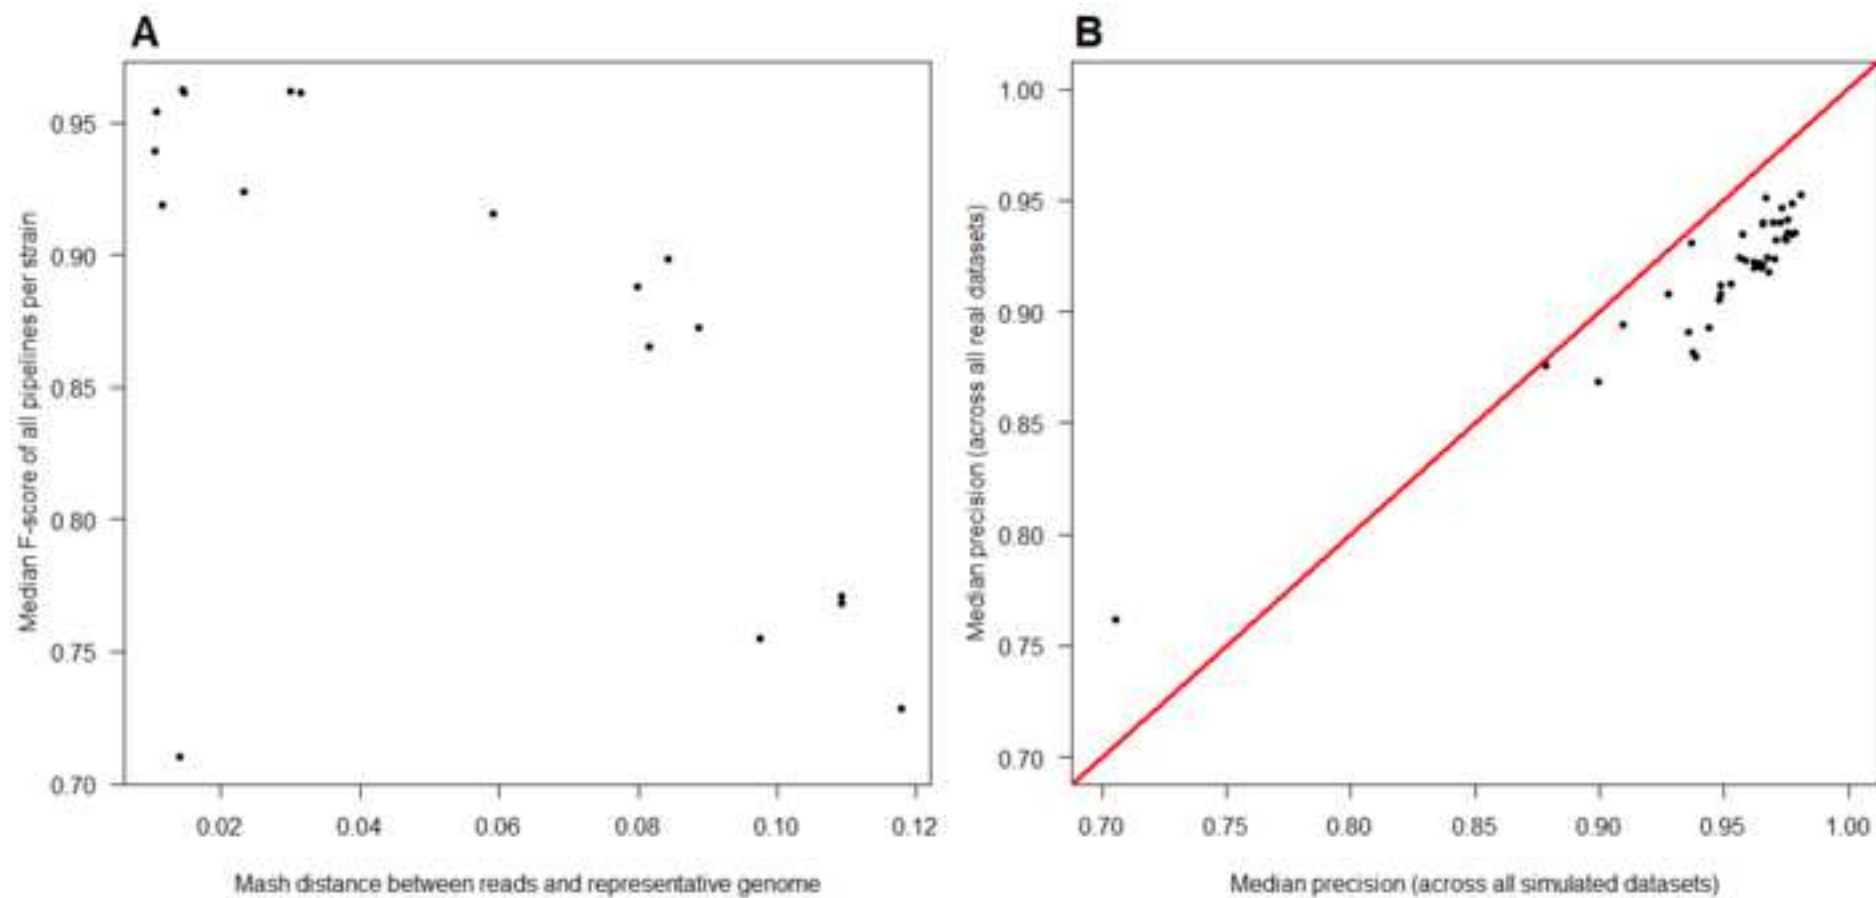 A
Median F-score of all pipelines per strain
0.95
0.90
0.85
0.80
0.75
0.70
0.02 0.04 0.06 0.08 0.10 0.12
Mash distance between reads and representative genome
B
Median precision (across all real datasets)
1.00
0.95
0.90
0.85
0.80
0.75
0.70
0.70 0.75 0.80 0.85 0.90 0.95 1.00
Median precision (across all simulated datasets)